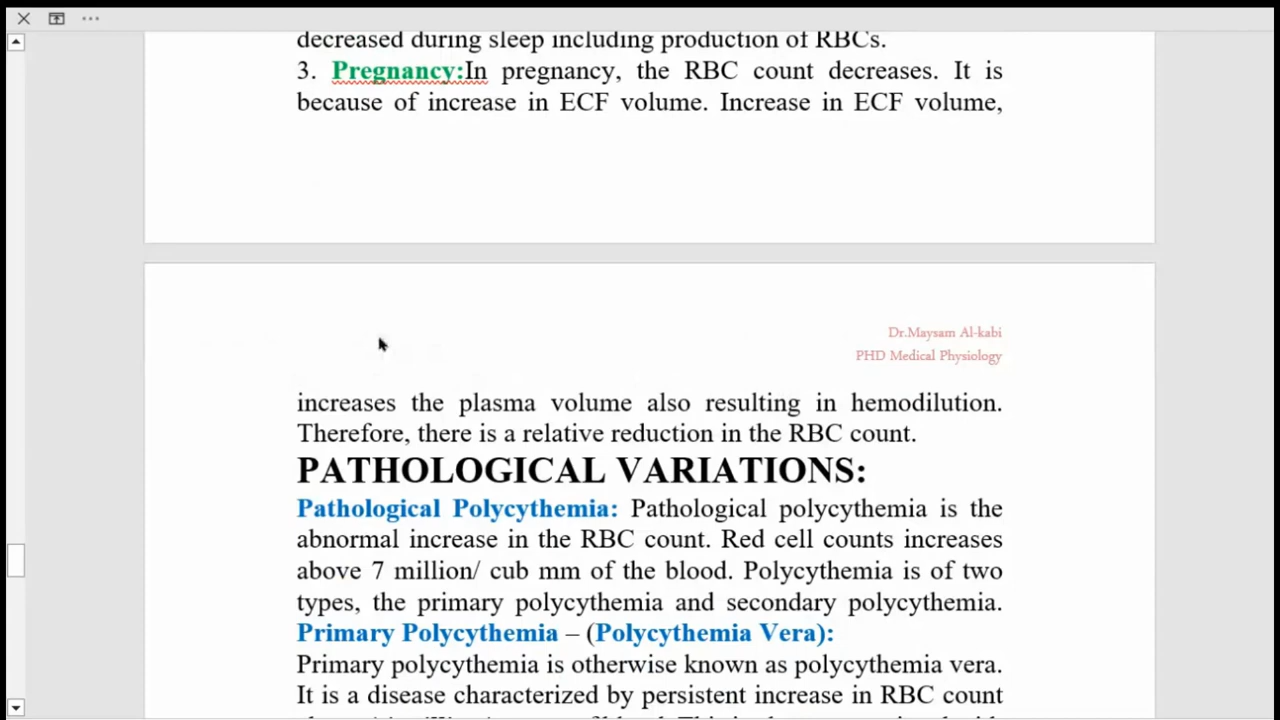 decreased during sleep including production of RBCs.
3. Pregnancy:In pregnancy, the RBC count decreases. It is
because of increase in ECF volume. Increase in ECF volume,
Dr.Maysam Al-kabi
PHD Medical Physiology
increases the plasma volume also resulting in hemodilution.
Therefore, there is a relative reduction in the RBC count.
PATHOLOGICAL VARIATIONS:
Pathological Polycythemia: Pathological polycythemia is the
abnormal increase in the RBC count. Red cell counts increases
above 7 million/ cub mm of the blood. Polycythemia is of two
types, the primary polycythemia and secondary polycythemia.
Primary Polycythemia – (Polycythemia Vera):
Primary polycythemia is otherwise known as polycythemia vera.
It is a disease characterized by persistent increase in RBC count